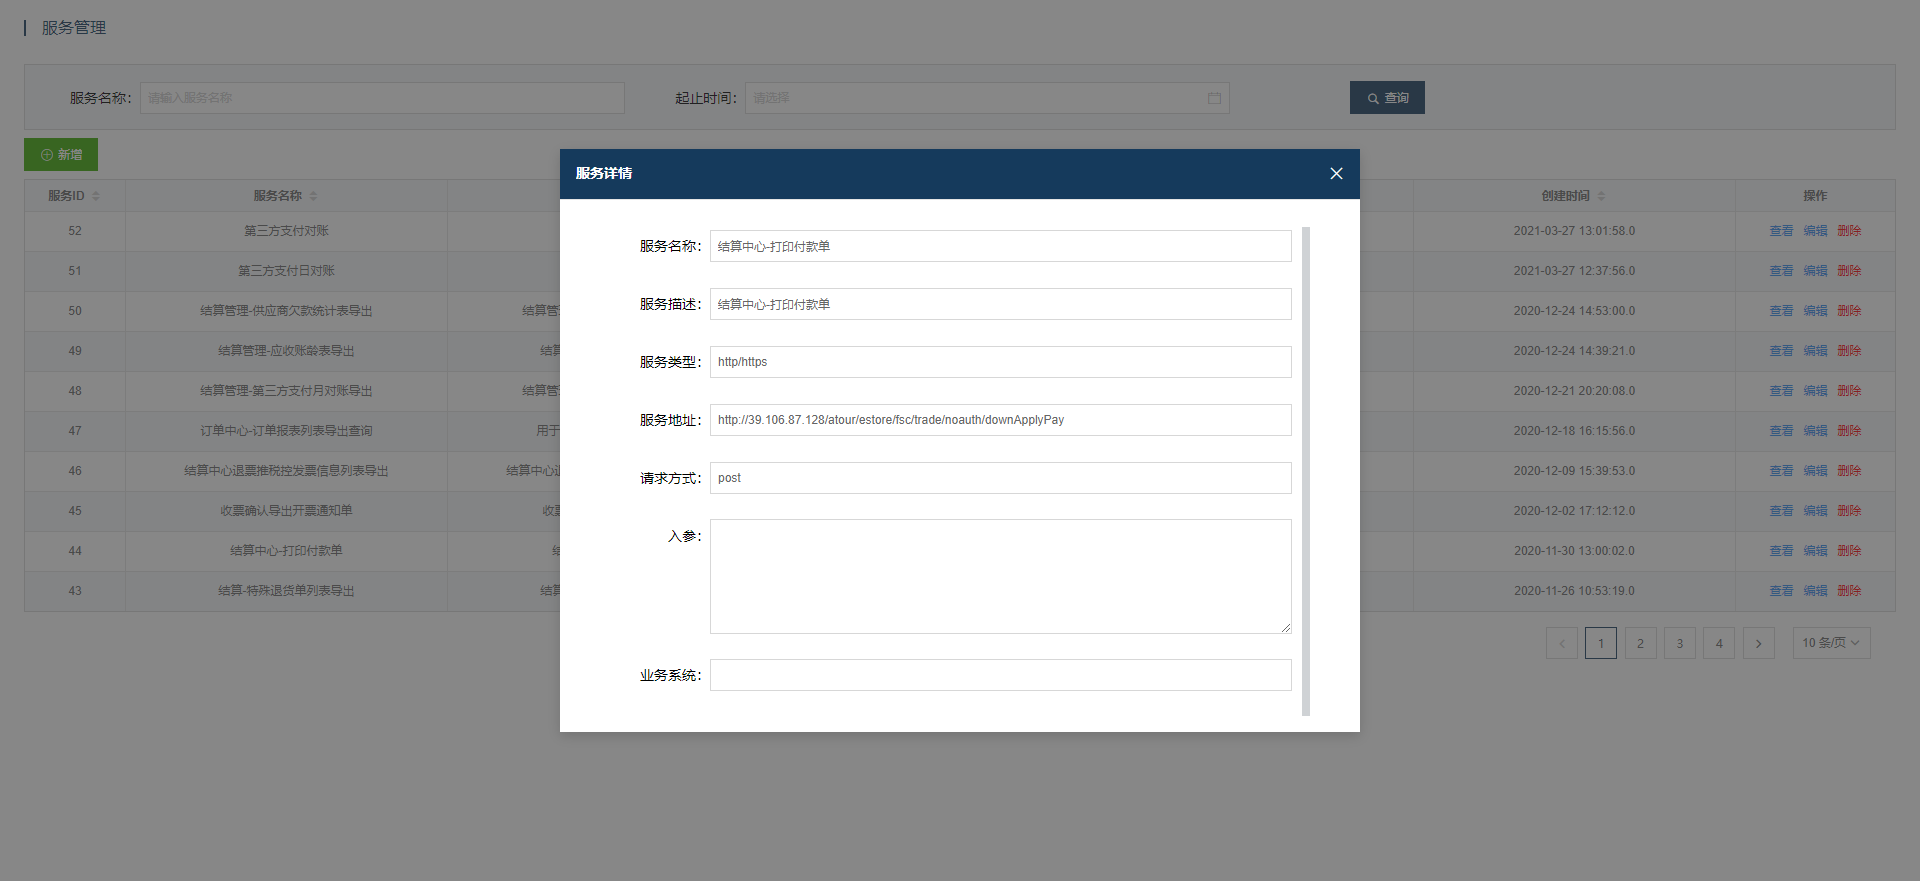 服务管理
服务名称: 请输入服务名称 起止时间: 请选择 查询
新增
服务详情
服务ID 服务名称 创建时间 操作
52 第三方支付对账 2021-03-27 13:01:58.0 查看 编辑 删除
服务名称: 结算中心-打印付款单
51 第三方支付日对账 2021-03-27 12:37:56.0 查看 编辑 删除
服务描述: 结算中心-打印付款单
50 结算管理-供应商欠款统计表导出 结算管 2020-12-24 14:53:00.0 查看 编辑 删除
49 结算管理-应收账龄表导出 结算 2020-12-24 14:39:21.0 查看 编辑 删除
服务类型: http/https
48 结算管理-第三方支付月对账导出 结算管 2020-12-21 20:20:08.0 查看 编辑 删除
服务地址: http://39.106.87.128/atour/estore/fsc/trade/noauth/downApplyPay
47 订单中心-订单报表列表导出查询 用于 2020-12-18 16:15:56.0 查看 编辑 删除
46 结算中心退票推税控发票信息列表导出 结算中心 2020-12-09 15:39:53.0 查看 编辑 删除
请求方式: post
45 收票确认导出开票通知单 收 2020-12-02 17:12:12.0 查看 编辑 删除
入参:
44 结算中心-打印付款单 结 2020-11-30 13:00:02.0 查看 编辑 删除
43 结算-特殊退货单列表导出 结算 2020-11-26 10:53:19.0 查看 编辑 删除
1 2 3 4 10 条/页
业务系统: